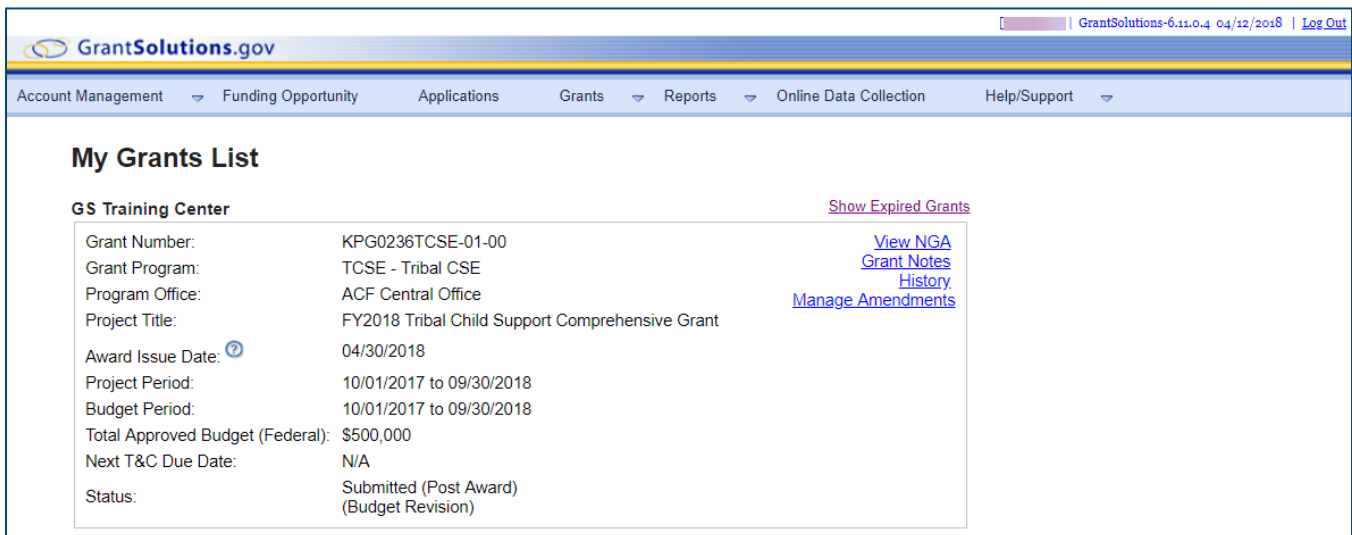 [ | GrantSolutions-6.11.0.4 04/12/2018 | Log Out
GrantSolutions.gov
Account Management Funding Opportunity Applications Grants Reports Online Data Collection Help/Support
My Grants List
GS Training Center Show Expired Grants
Grant Number: KPG0236TCSE-01-00 View NGA
Grant Program: TCSE - Tribal CSE Grant Notes
Program Office: ACF Central Office History
Project Title: FY2018 Tribal Child Support Comprehensive Grant Manage Amendments
Award Issue Date: ? 04/30/2018
Project Period: 10/01/2017 to 09/30/2018
Budget Period: 10/01/2017 to 09/30/2018
Total Approved Budget (Federal): $500,000
Next T&C Due Date: N/A
Status: Submitted (Post Award)
(Budget Revision)